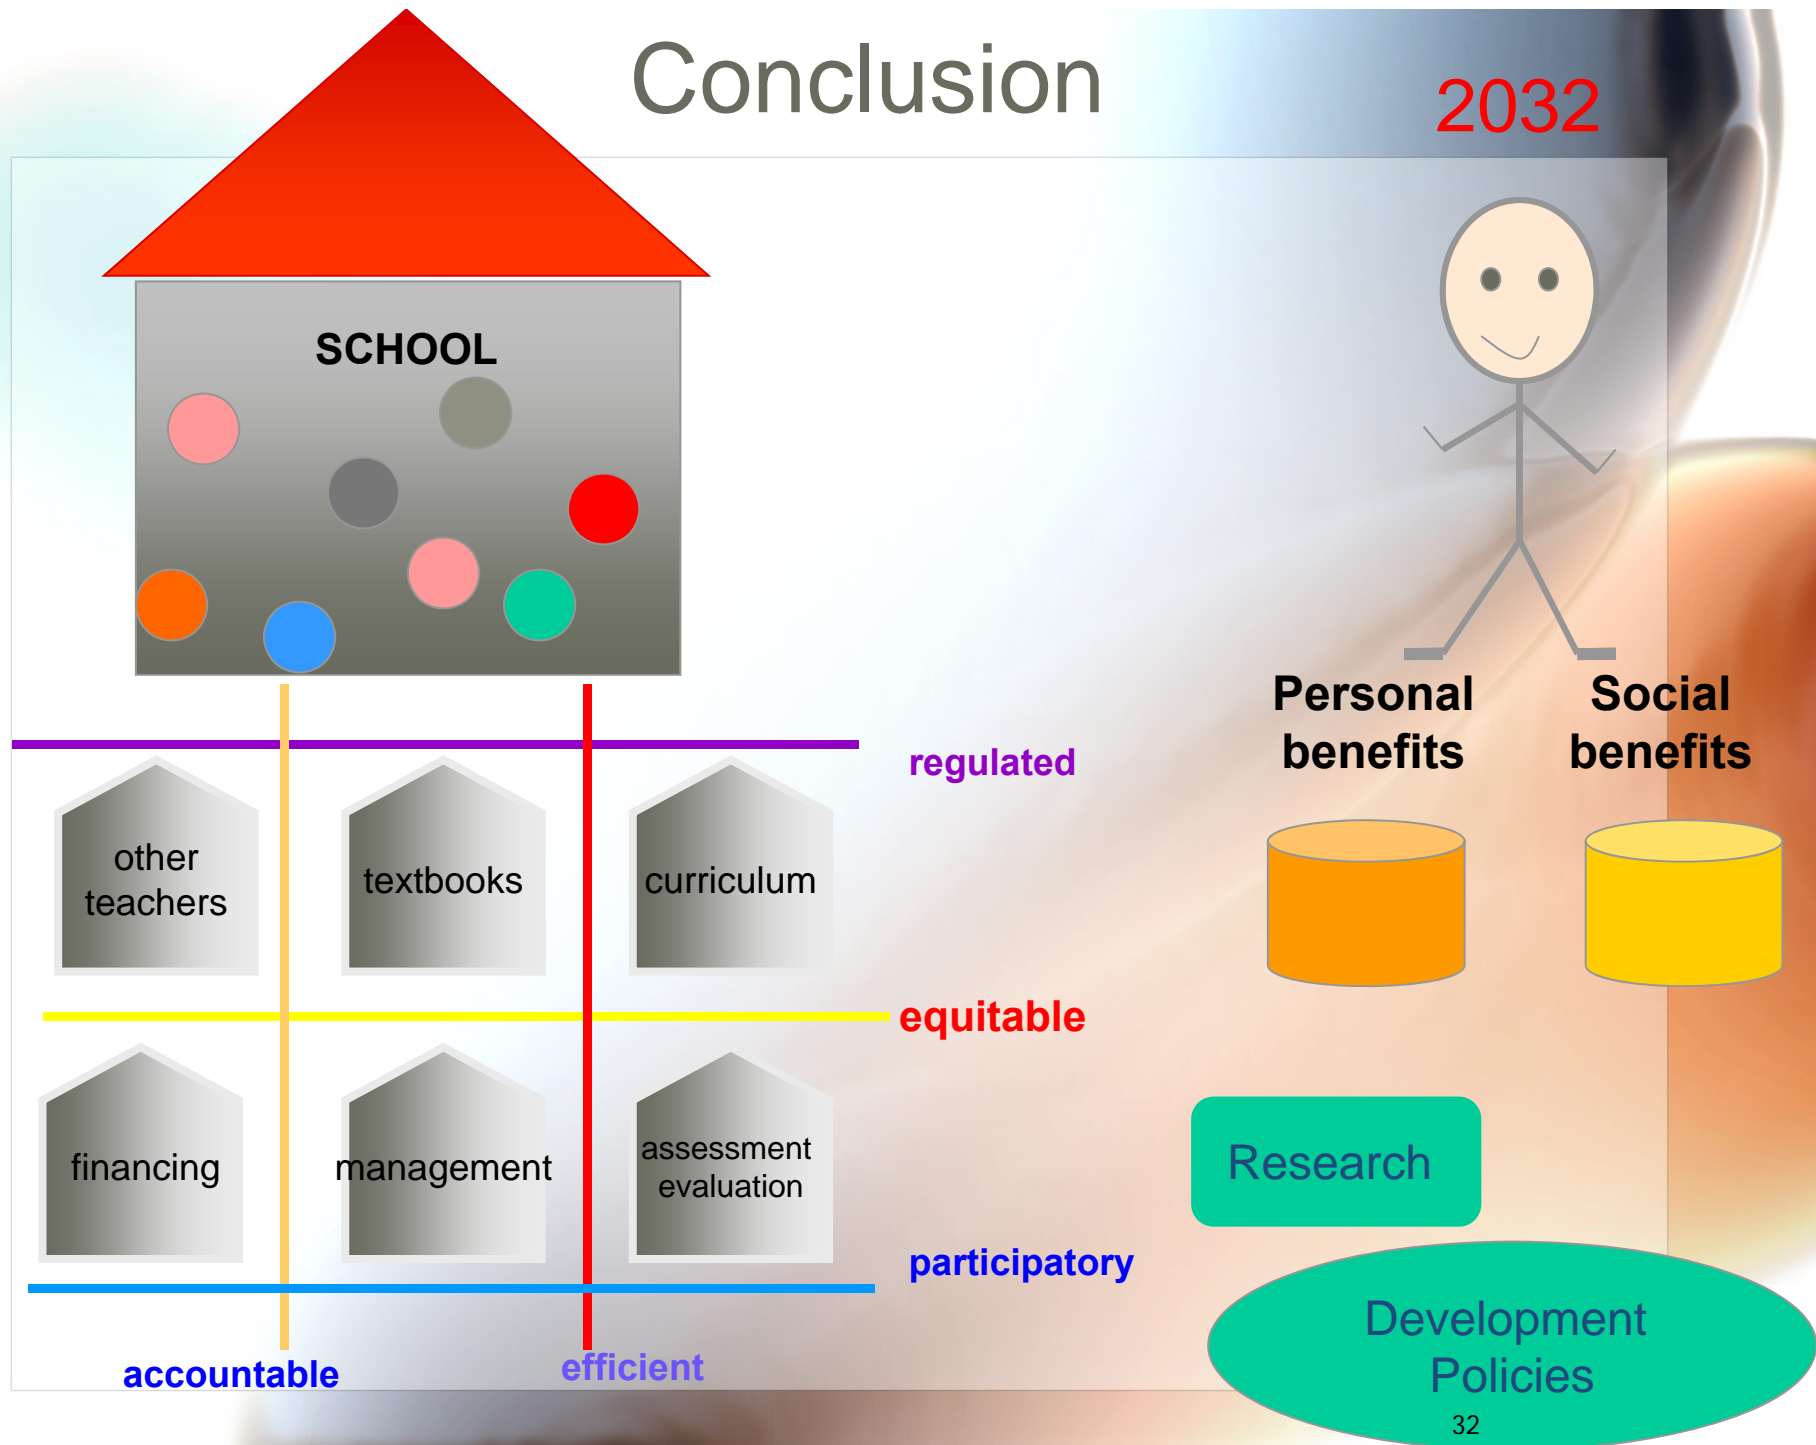 Conclusion
2032
SCHOOL
Personal
benefits
Social
benefits
regulated
other
teachers
textbooks
curriculum
equitable
financing
management
assessment
evaluation
Research
participatory
Development
Policies
accountable
efficient
32